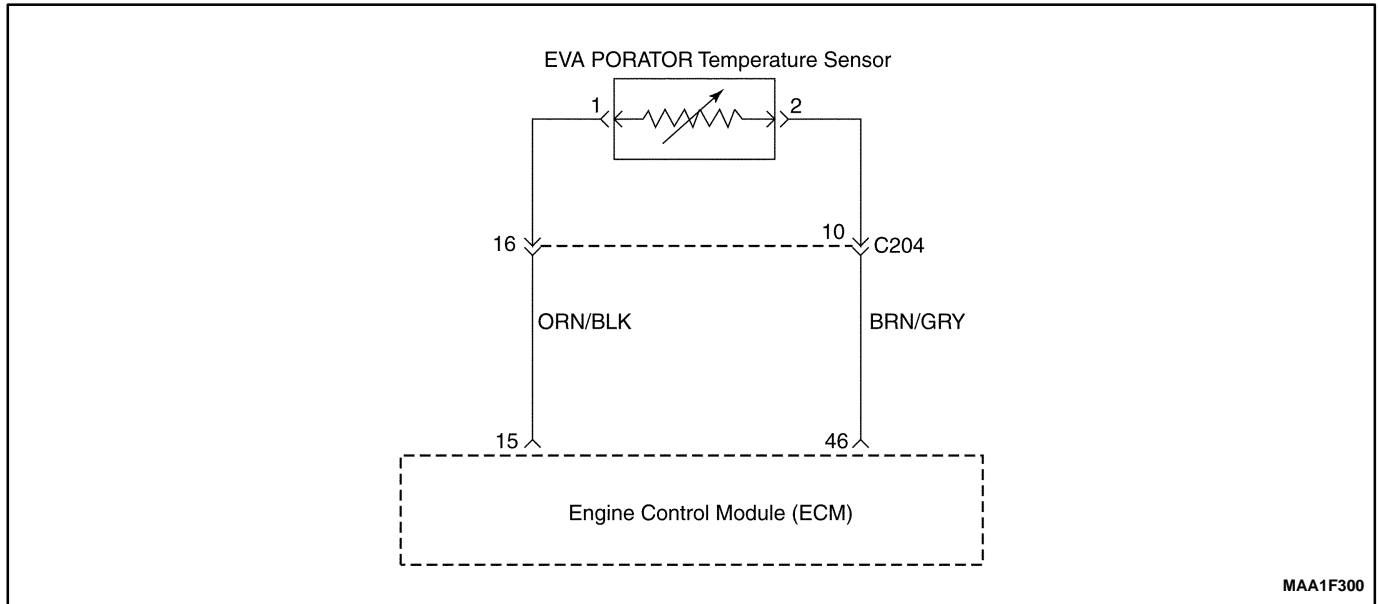 EVA PORATOR Temperature Sensor
1
2
16
10
C204
ORN/BLK
BRN/GRY
15
46
Engine Control Module (ECM)
MAA1F300